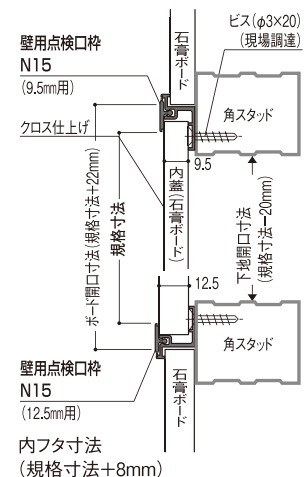 ビス(φ3×20)
(現場調達)
石膏ボード
壁用点検口枠
N15
(9.5mm用)
角スタッド
クロス仕上げ
9.5
ボード開口寸法(規格寸法+22mm)
規格寸法
内蓋(石膏ボード)
下地開口寸法
(規格寸法−20mm)
12.5
壁用点検口枠
N15
(12.5mm用)
石膏ボード
角スタッド
内フタ寸法
(規格寸法+8mm)